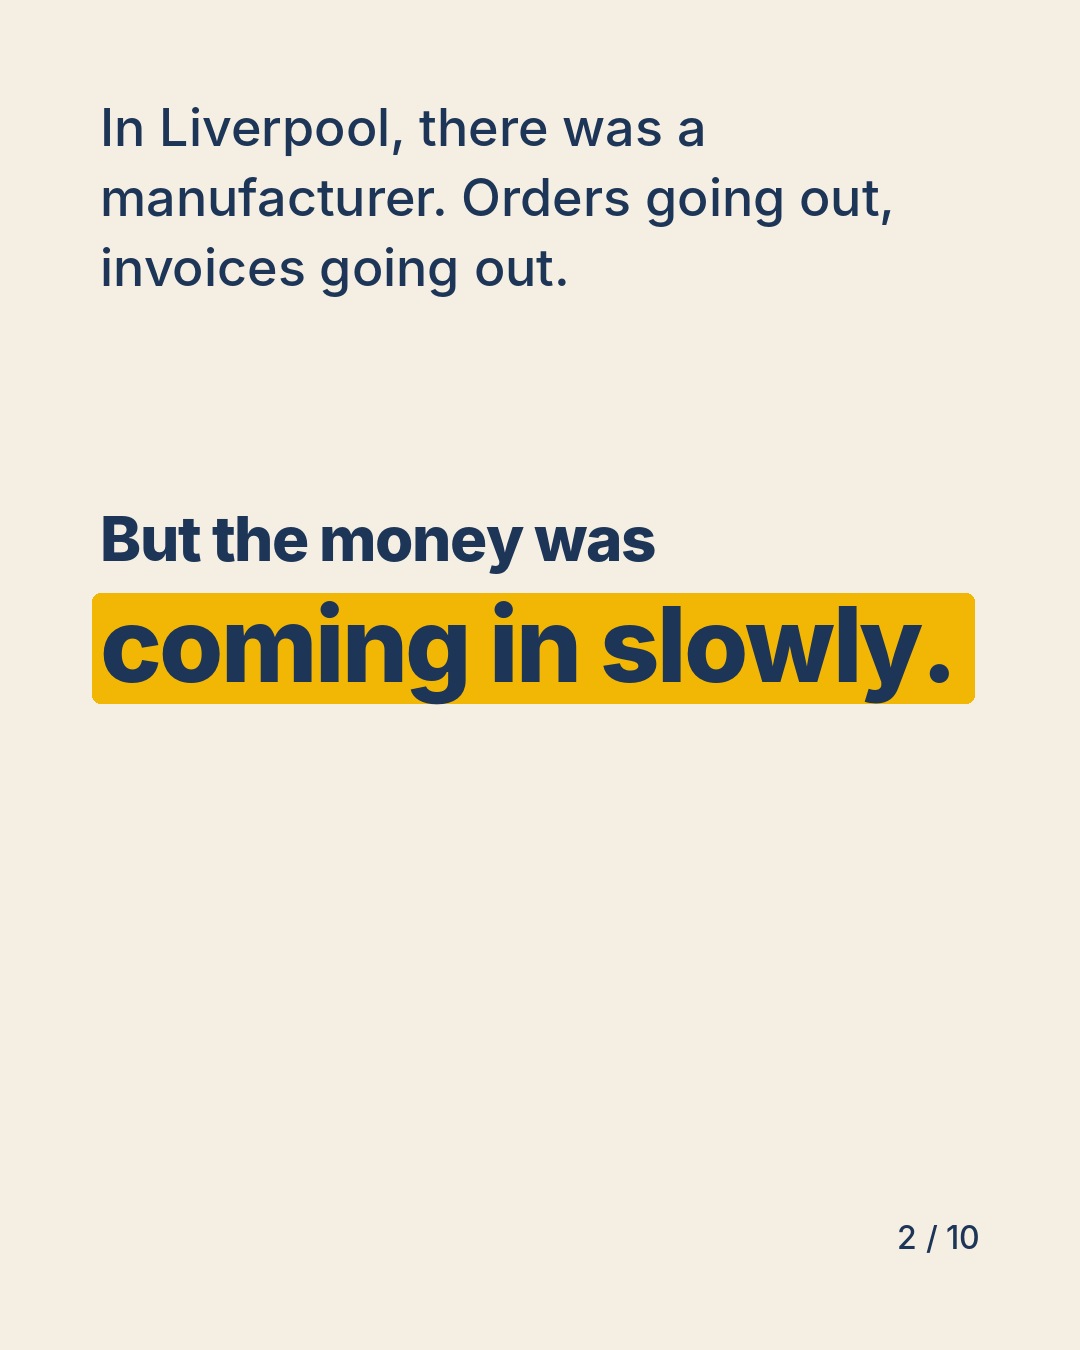 In Liverpool, there was a
manufacturer. Orders going out,
invoices going out.
But the money was
coming in slowly.
2 / 10